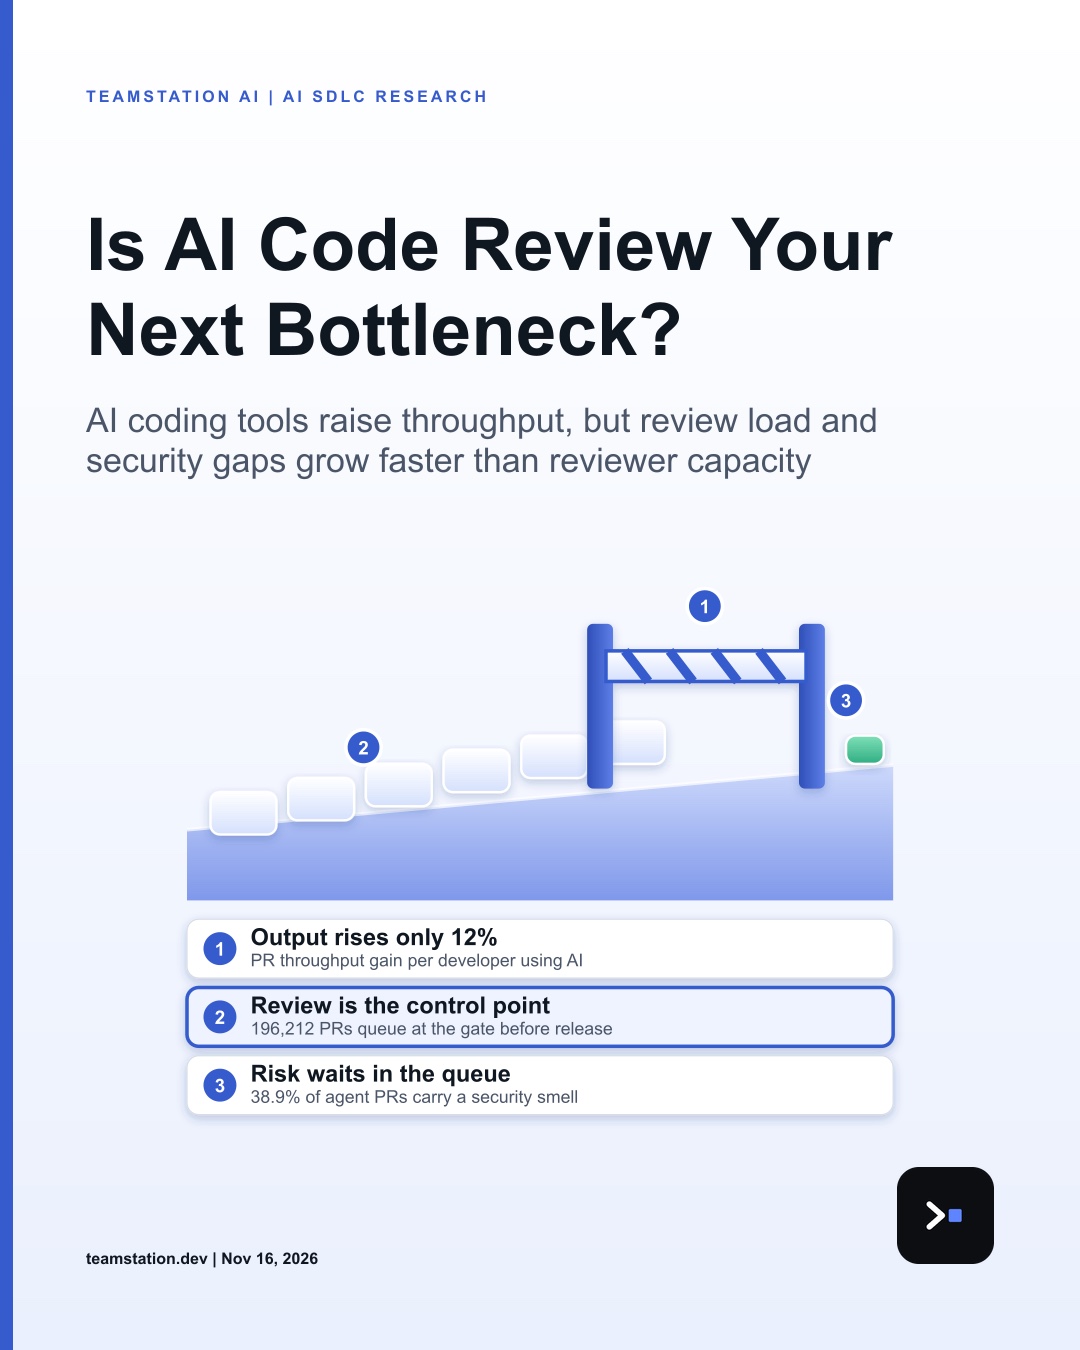 TEAMSTATION AI | AI SDLC RESEARCH
Is AI Code Review Your
Next Bottleneck?
AI coding tools raise throughput, but review load and
security gaps grow faster than reviewer capacity
1
3
2
1 Output rises only 12%
PR throughput gain per developer using AI
2 Review is the control point
196,212 PRs queue at the gate before release
3 Risk waits in the queue
38.9% of agent PRs carry a security smell
teamstation.dev | Nov 16, 2026